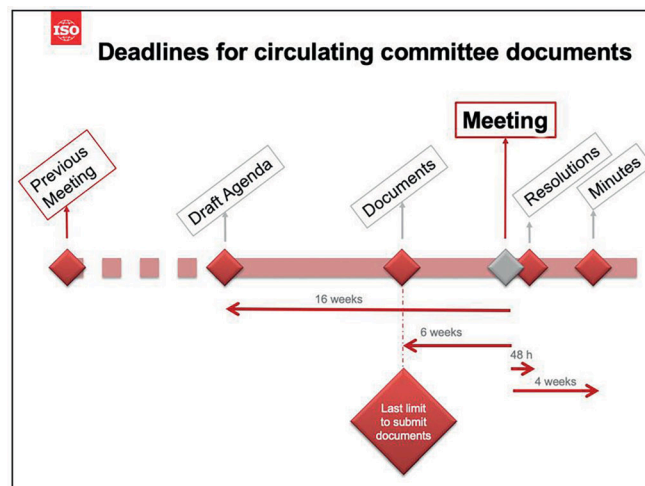 ISO
Deadlines for circulating committee documents
Previous
Meeting
Draft Agenda
Documents
Meeting
Resolutions
Minutes
16 weeks
6 weeks
48 h
4 weeks
Last limit
to submit
documents